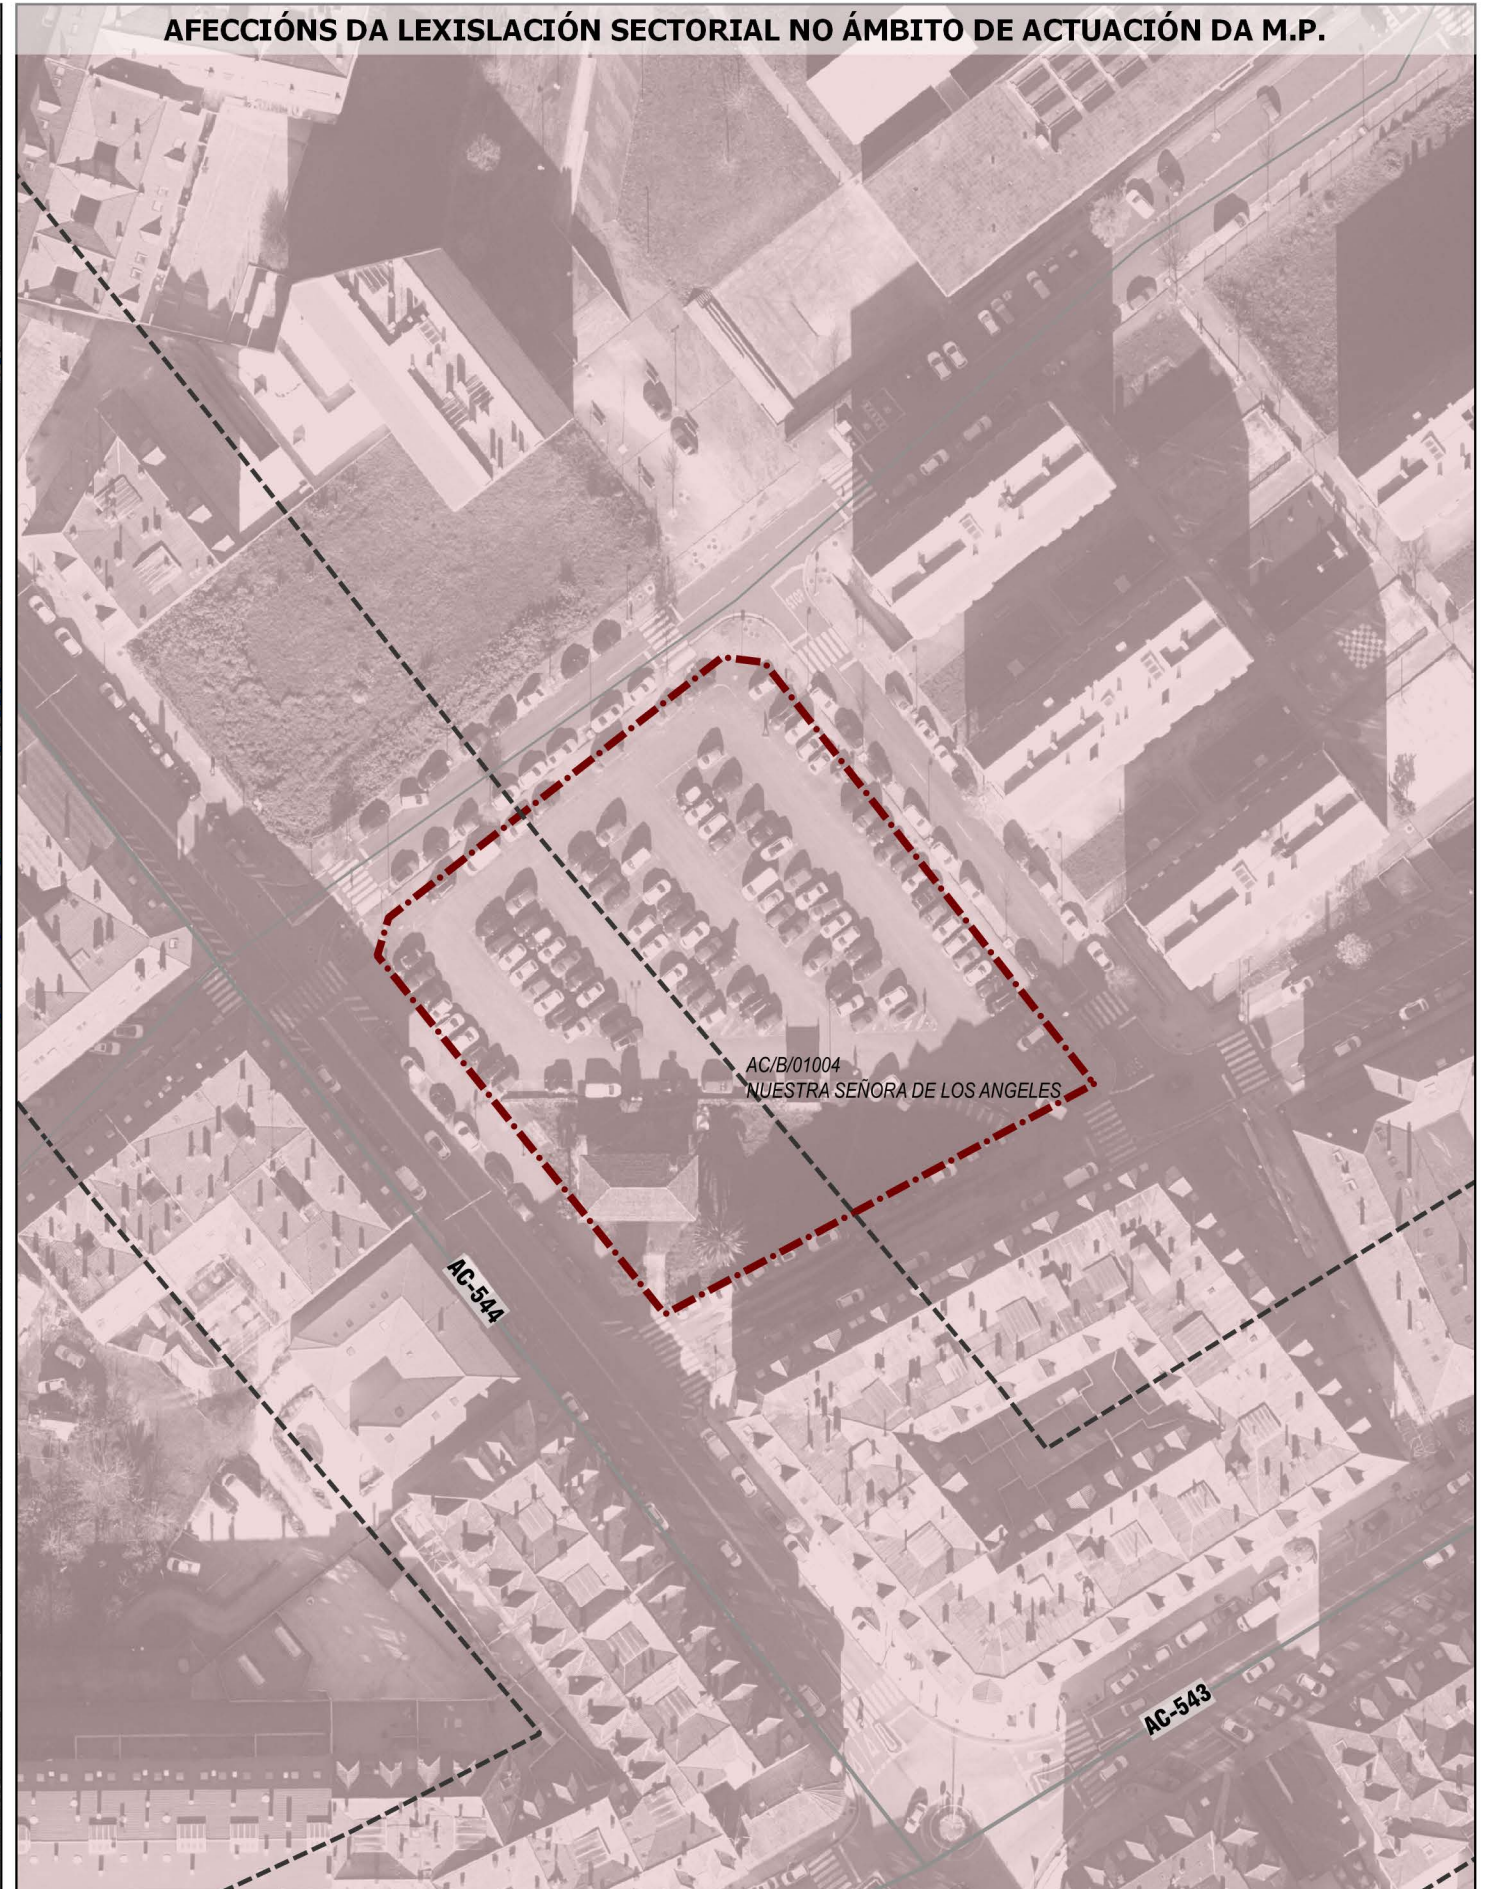 AFECCIÓNS DA LEXISLACIÓN SECTORIAL NO ÁMBITO DE ACTUACIÓN DA M.P.
AC/B/01004
NUESTRA SEÑORA DE LOS ANGELES
AC-544
AC-543